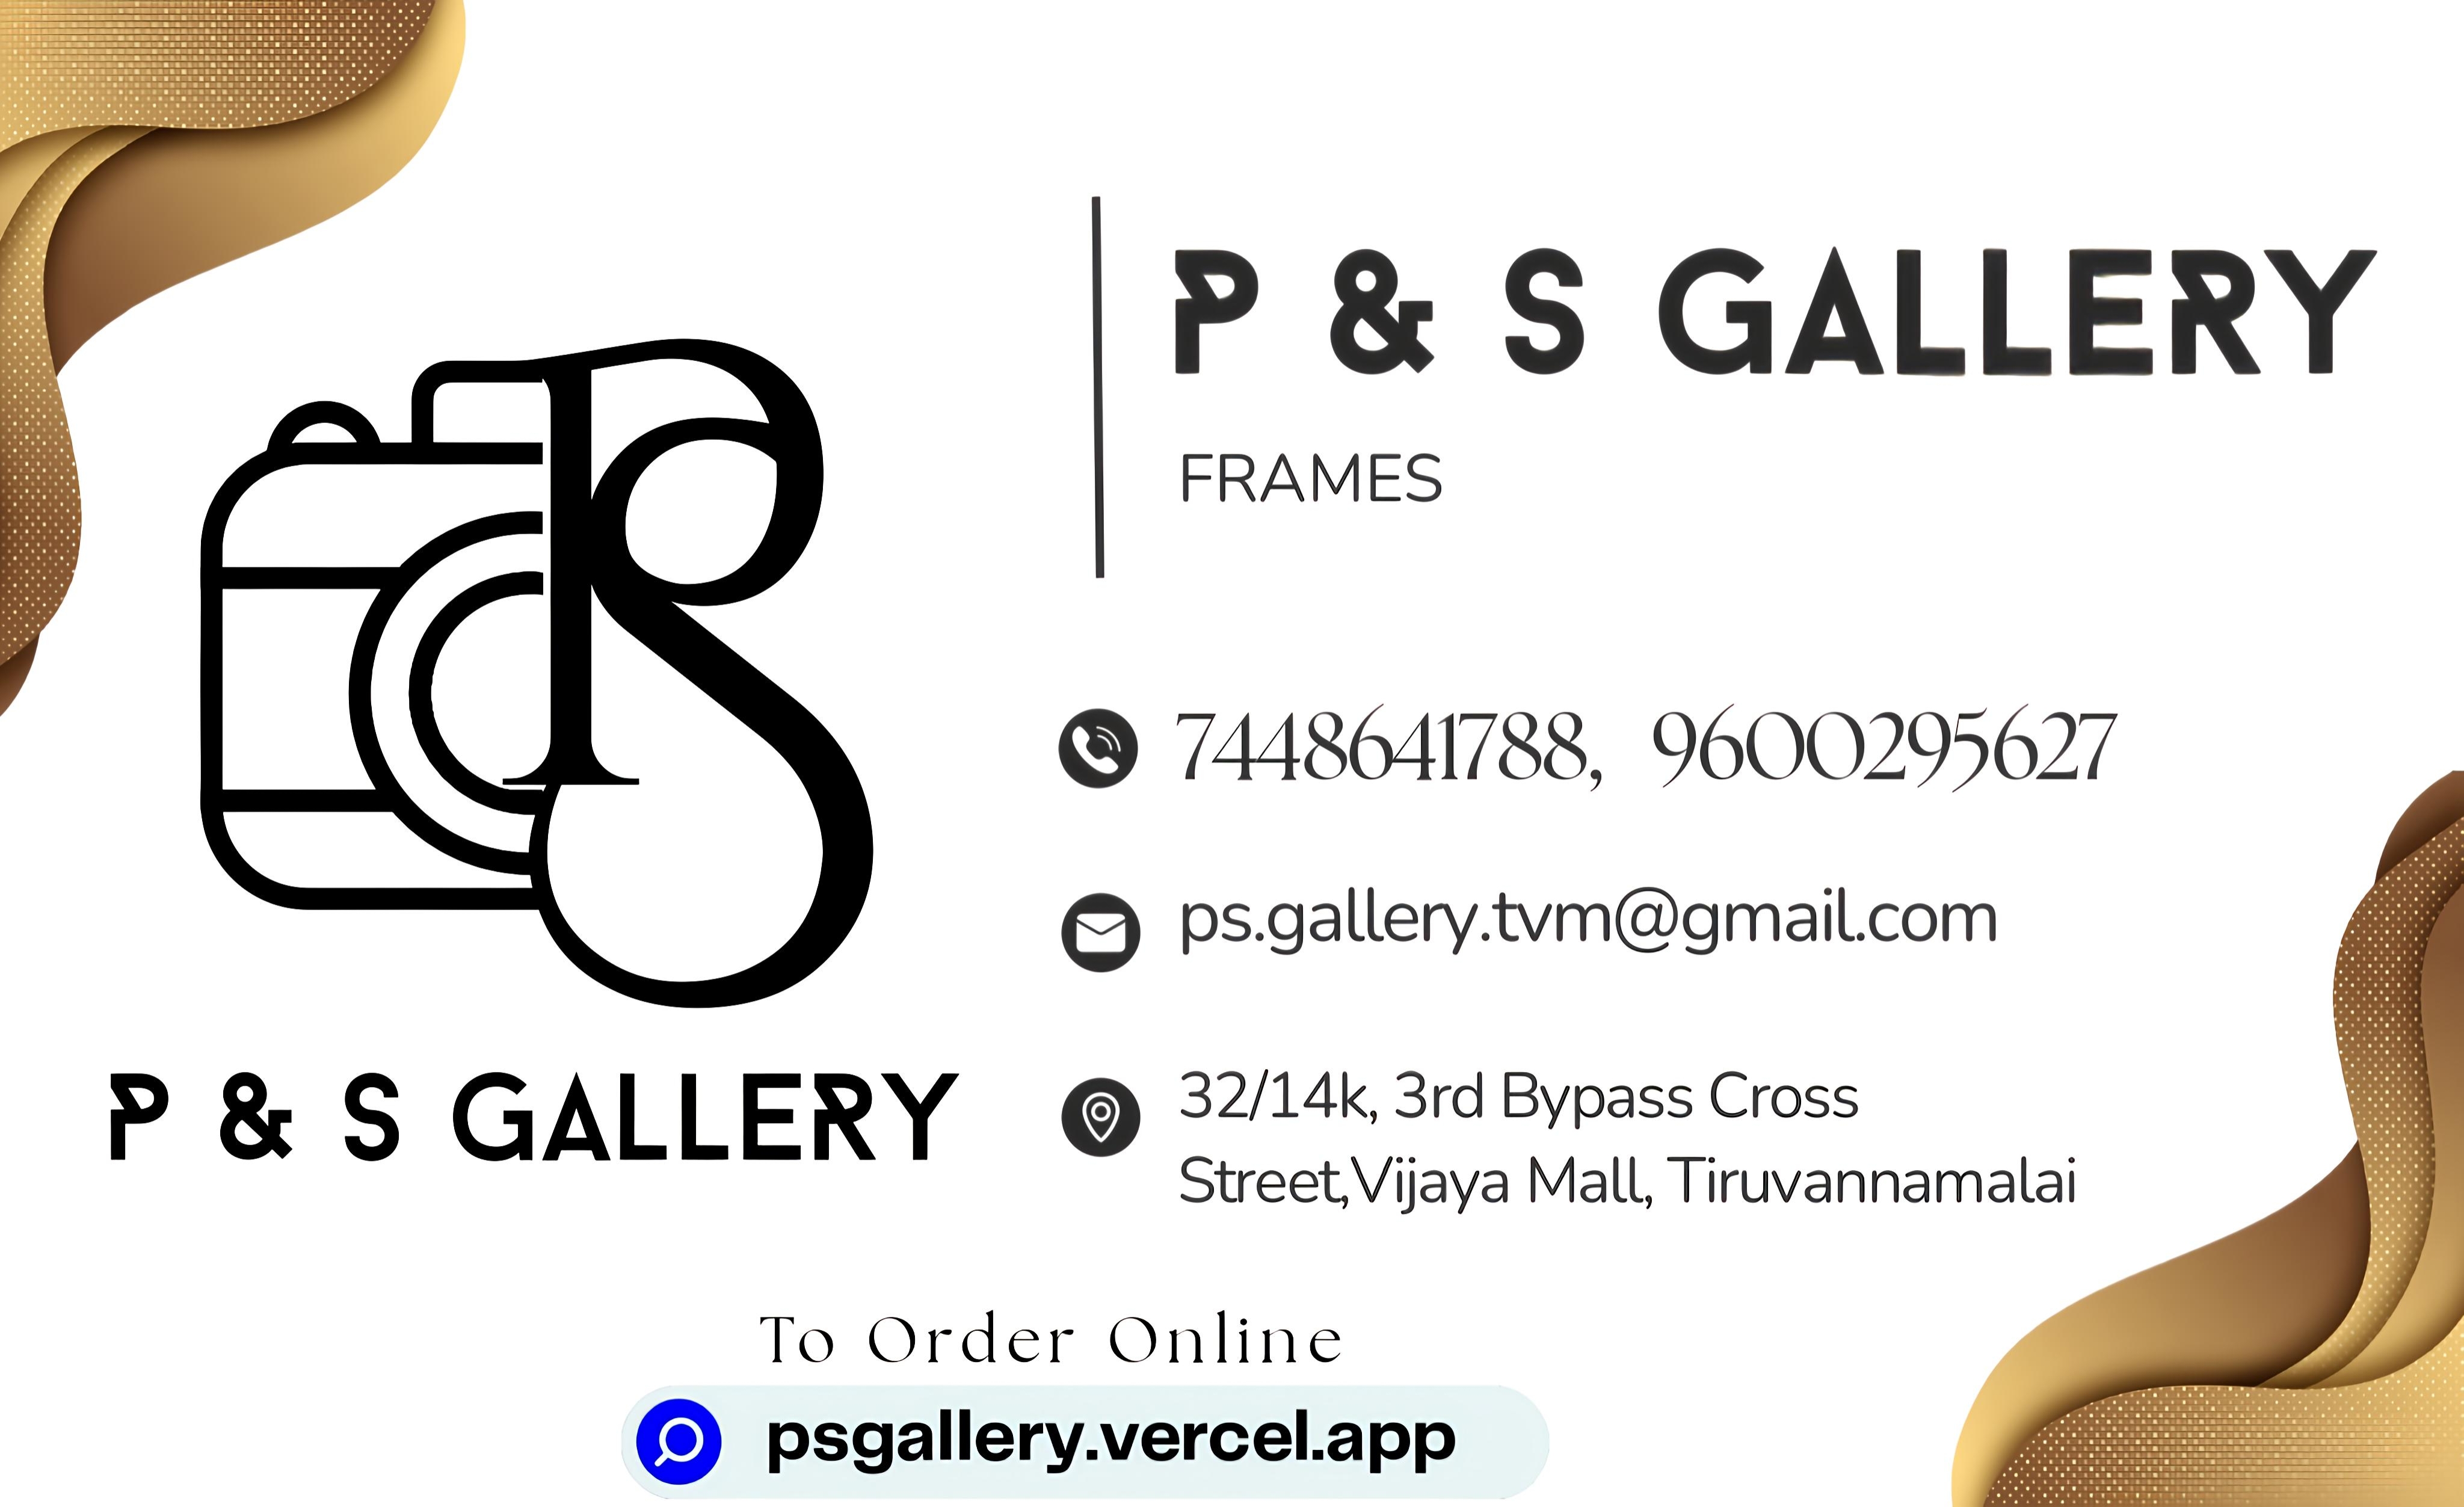 P & S GALLERY
FRAMES
7448641788, 9600295627
ps.gallery.tvm@gmail.com
32/14k, 3rd Bypass Cross
Street,Vijaya Mall, Tiruvannamalai
P & S GALLERY
To Order Online
psgallery.vercel.app